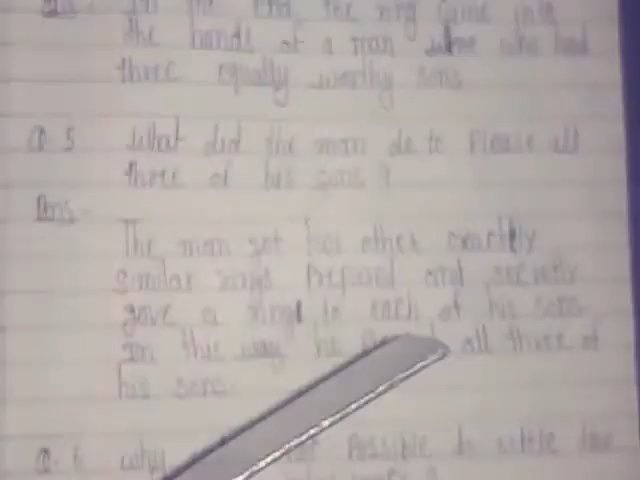 the end the ring came into
the hands of a man who had
three equally worthy sons
Q.5 What did the man do to please all
three of his sons ?
Ans. The man got two other exactly
similar rings prepared and secretly
gave a ring to each of his sons
In this way he all three of
his sons.
Q. 6 Why possible to settle